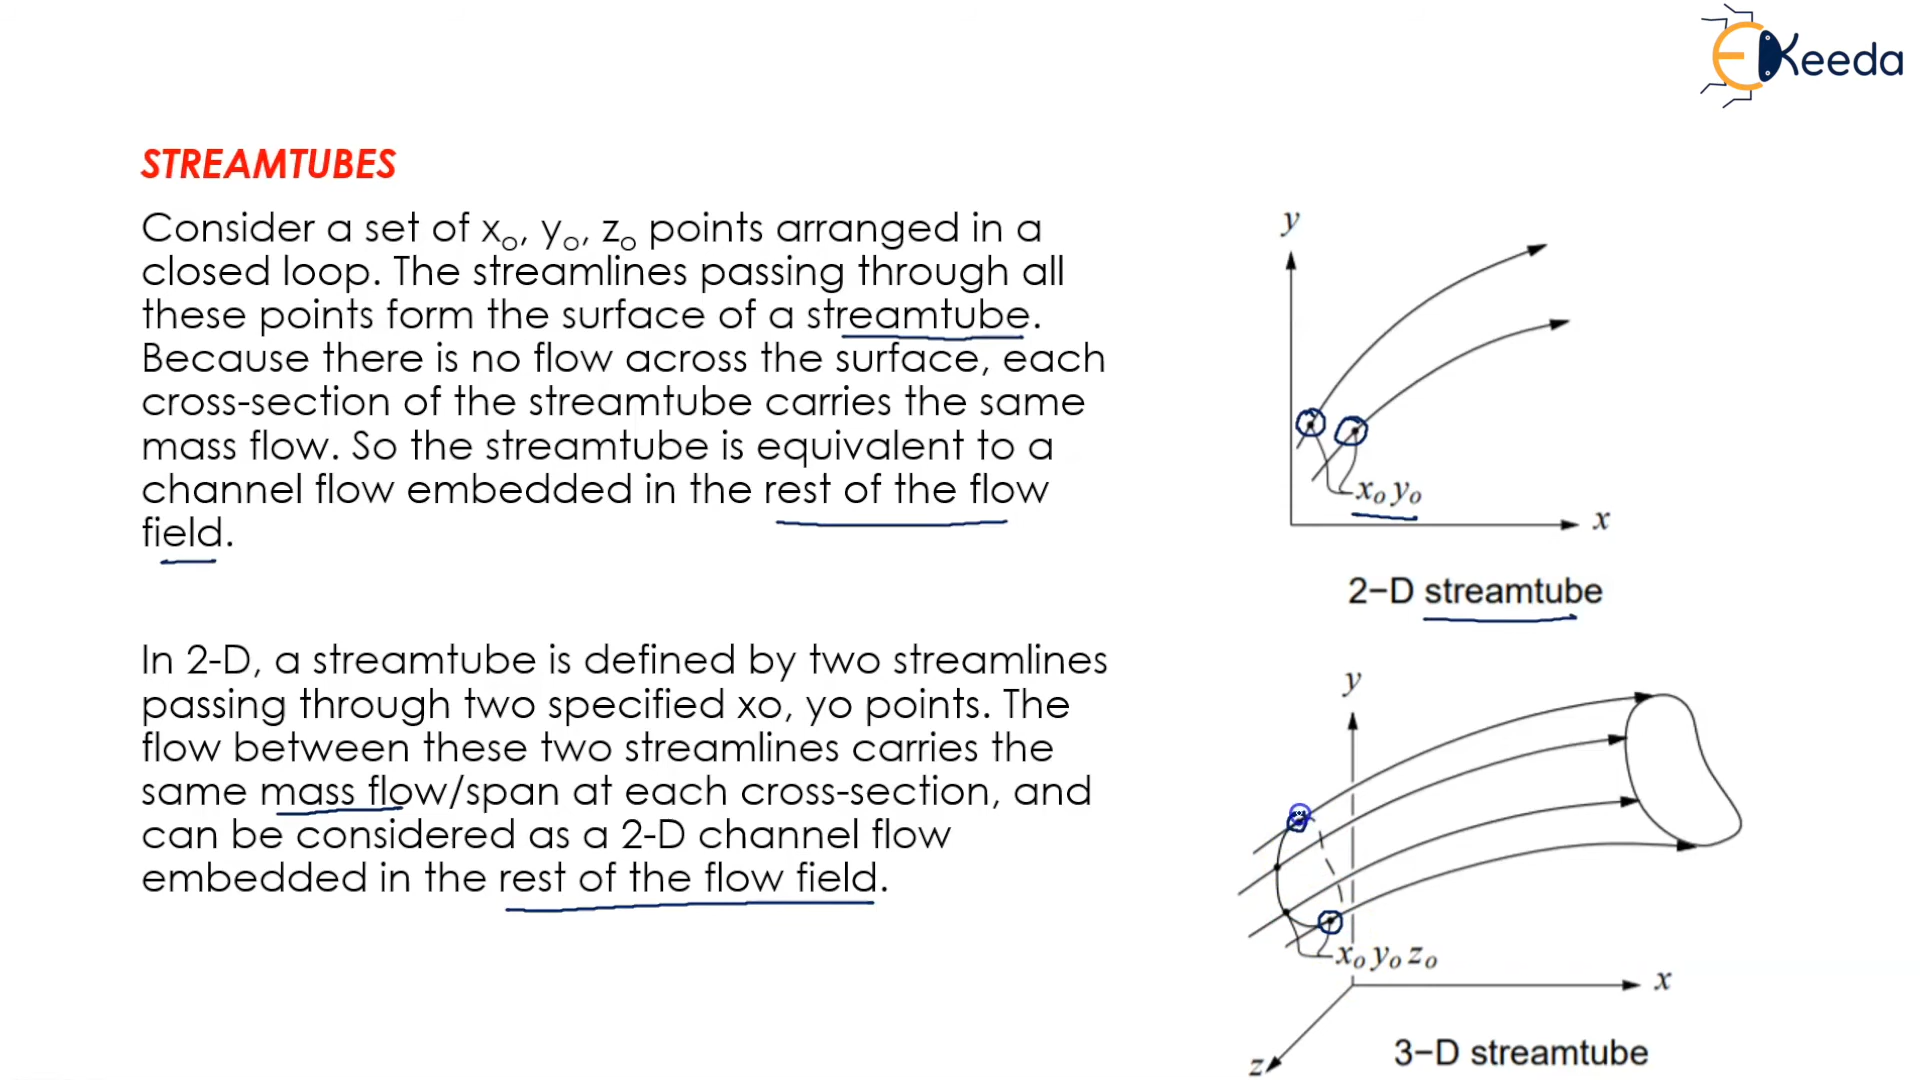 EKeeda
STREAMTUBES
Consider a set of xₒ, yₒ, zₒ points arranged in a
closed loop. The streamlines passing through all
these points form the surface of a streamtube.
Because there is no flow across the surface, each
cross-section of the streamtube carries the same
mass flow. So the streamtube is equivalent to a
channel flow embedded in the rest of the flow
field.
In 2-D, a streamtube is defined by two streamlines
passing through two specified xo, yo points. The
flow between these two streamlines carries the
same mass flow/span at each cross-section, and
can be considered as a 2-D channel flow
embedded in the rest of the flow field.
y
xₒ yₒ
x
2-D streamtube
y
xₒ yₒ zₒ
x
z
3-D streamtube